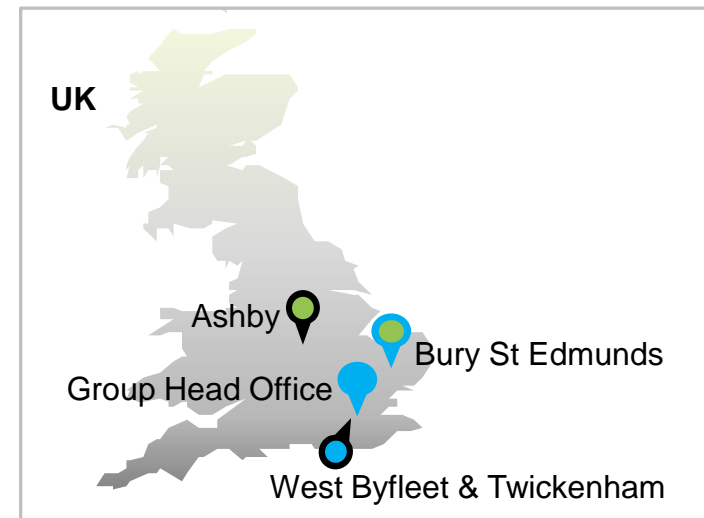 UK
Ashby
Bury St Edmunds
Group Head Office
West Byfleet & Twickenham